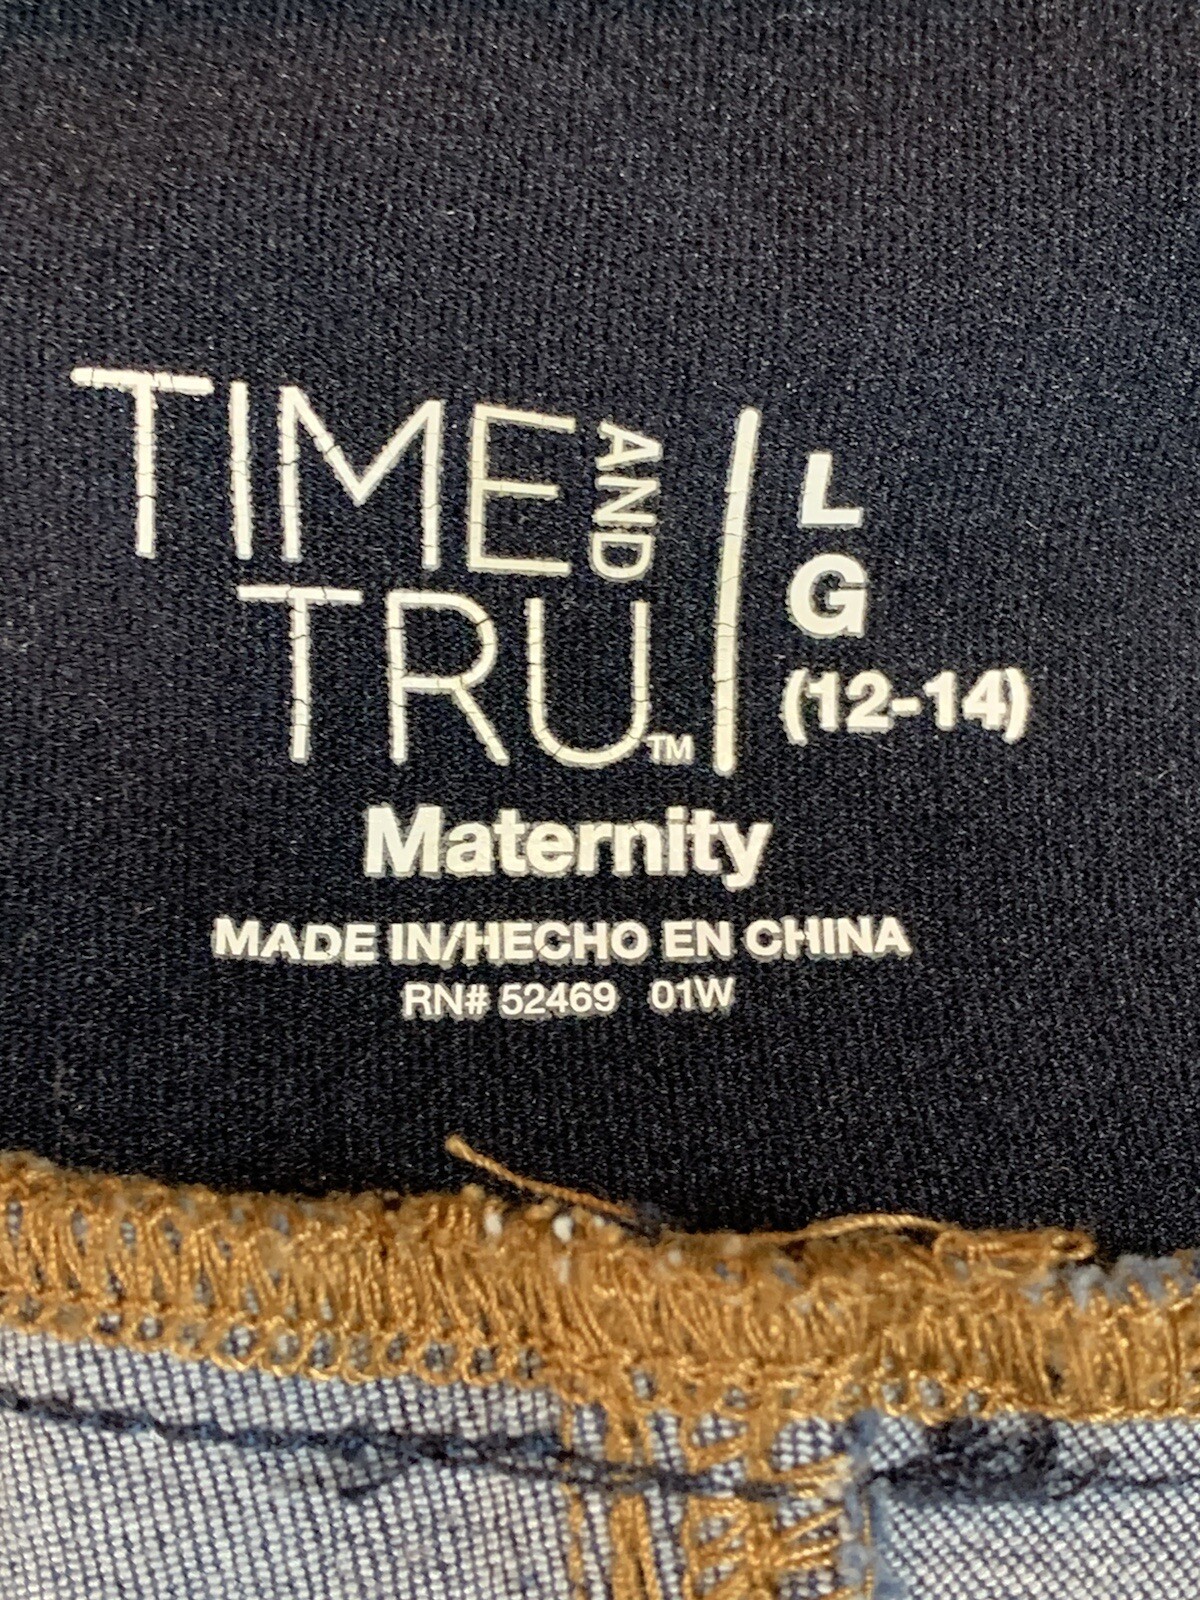 TIME AND
TRU™
L
G
(12-14)
Maternity
MADE IN/HECHO EN CHINA
RN# 52469 01W